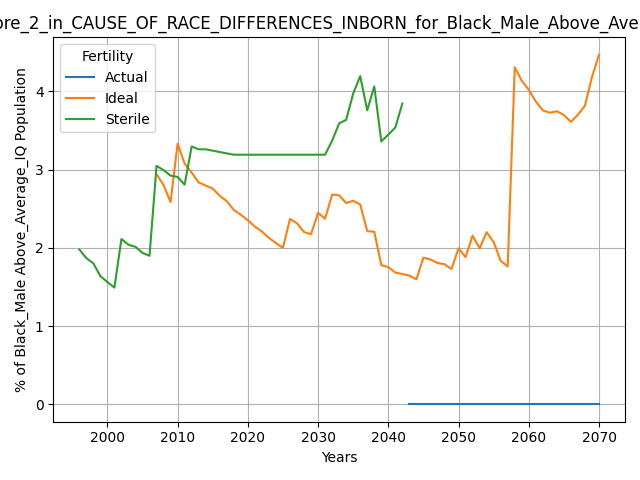 ore_2_in_CAUSE_OF_RACE_DIFFERENCES_INBORN_for_Black_Male_Above_Ave
Fertility
Actual
Ideal
Sterile
% of Black_Male Above_Average_IQ Population
4
3
2
1
0
2000 2010 2020 2030 2040 2050 2060 2070
Years